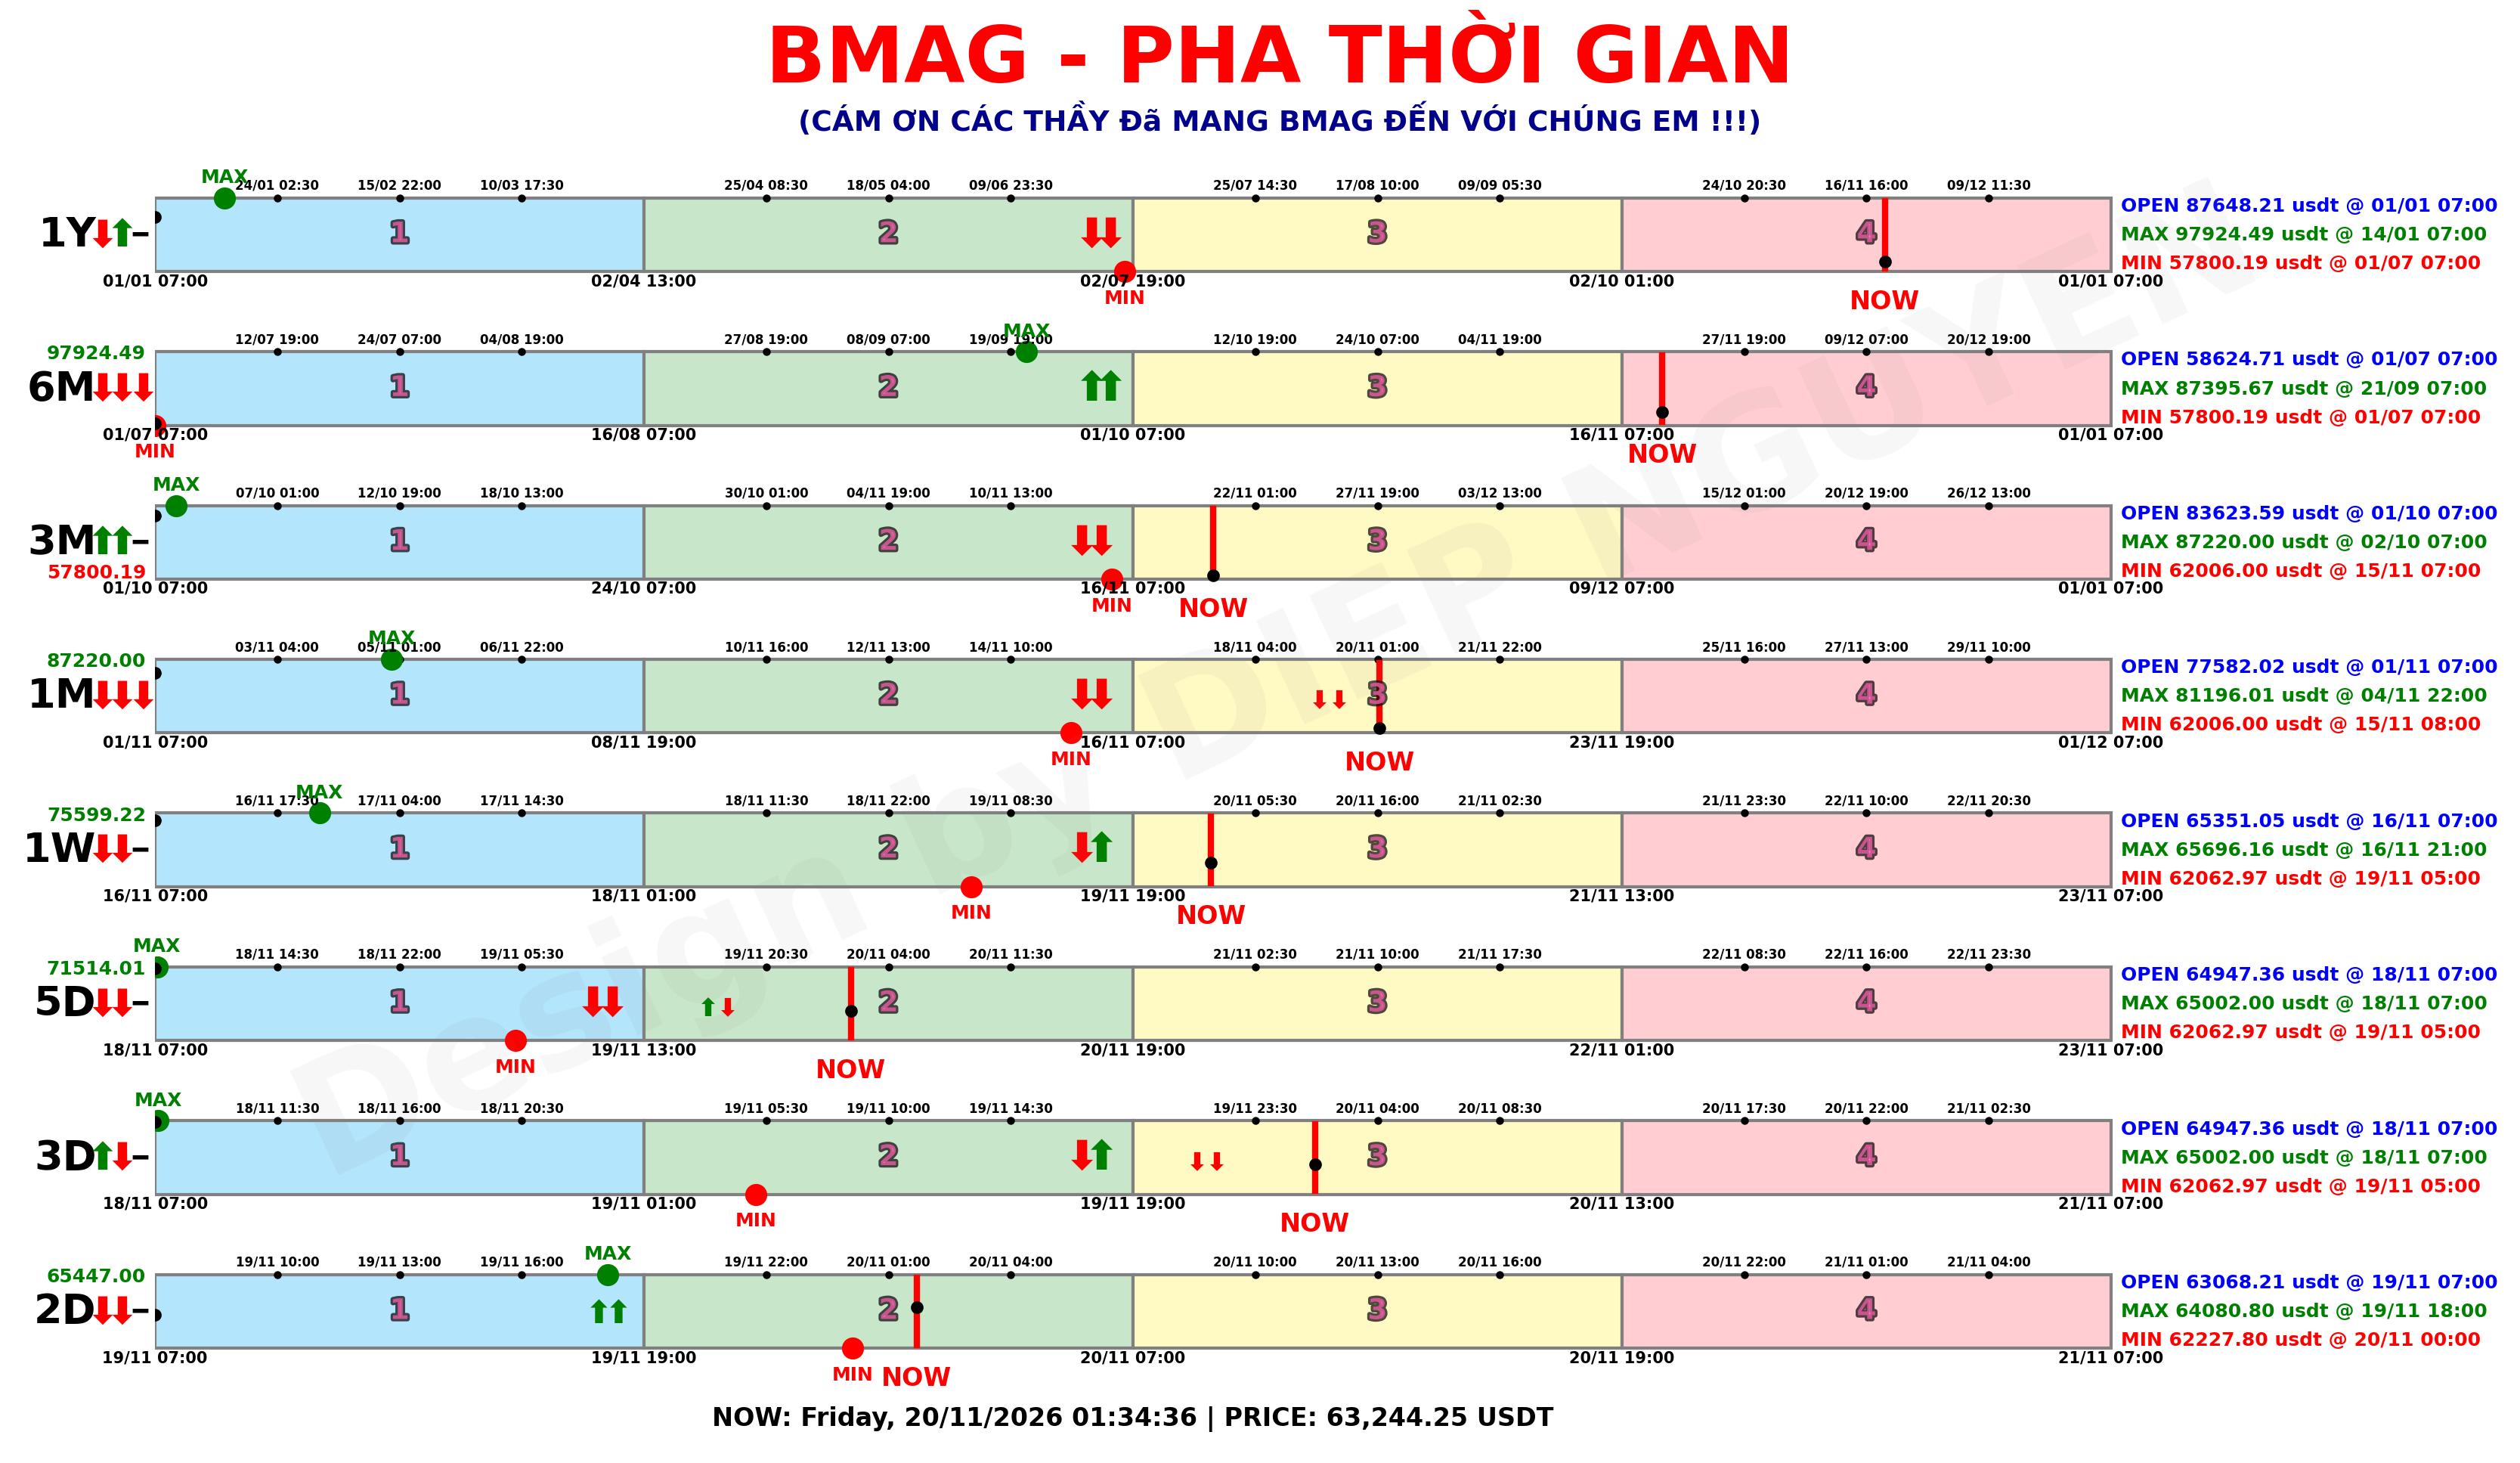 BMAG - PHA THỜI GIAN
(CÁM ƠN CÁC THẦY Đã MANG BMAG ĐẾN VỚI CHÚNG EM !!!)
MAX
24/01 02:30 15/02 22:00 10/03 17:30 25/04 08:30 18/05 04:00 09/06 23:30 25/07 14:30 17/08 10:00 09/09 05:30 24/10 20:30 16/11 16:00 09/12 11:30
OPEN 87648.21 usdt @ 01/01 07:00
1Y 1 2 3 4
MAX 97924.49 usdt @ 14/01 07:00
MIN 57800.19 usdt @ 01/07 07:00
01/01 07:00 02/04 13:00 02/07 19:00 02/10 01:00 01/01 07:00
MIN NOW
MAX
12/07 19:00 24/07 07:00 04/08 19:00 27/08 19:00 08/09 07:00 19/09 19:00 12/10 19:00 24/10 07:00 04/11 19:00 27/11 19:00 09/12 07:00 20/12 19:00
97924.49
OPEN 58624.71 usdt @ 01/07 07:00
6M 1 2 3 4
MAX 87395.67 usdt @ 21/09 07:00
MIN 57800.19 usdt @ 01/07 07:00
01/07 07:00 16/08 07:00 01/10 07:00 16/11 07:00 01/01 07:00
MIN NOW
MAX
07/10 01:00 12/10 19:00 18/10 13:00 30/10 01:00 04/11 19:00 10/11 13:00 22/11 01:00 27/11 19:00 03/12 13:00 15/12 01:00 20/12 19:00 26/12 13:00
OPEN 83623.59 usdt @ 01/10 07:00
3M 1 2 3 4
MAX 87220.00 usdt @ 02/10 07:00
57800.19
MIN 62006.00 usdt @ 15/11 07:00
01/10 07:00 24/10 07:00 16/11 07:00 09/12 07:00 01/01 07:00
MIN NOW
MAX
03/11 04:00 05/11 01:00 06/11 22:00 10/11 16:00 12/11 13:00 14/11 10:00 18/11 04:00 20/11 01:00 21/11 22:00 25/11 16:00 27/11 13:00 29/11 10:00
87220.00
OPEN 77582.02 usdt @ 01/11 07:00
1M 1 2 3 4
MAX 81196.01 usdt @ 04/11 22:00
MIN 62006.00 usdt @ 15/11 08:00
01/11 07:00 08/11 19:00 16/11 07:00 23/11 19:00 01/12 07:00
MIN NOW
MAX
16/11 17:30 17/11 04:00 17/11 14:30 18/11 11:30 18/11 22:00 19/11 08:30 20/11 05:30 20/11 16:00 21/11 02:30 21/11 23:30 22/11 10:00 22/11 20:30
75599.22
OPEN 65351.05 usdt @ 16/11 07:00
1W 1 2 3 4
MAX 65696.16 usdt @ 16/11 21:00
MIN 62062.97 usdt @ 19/11 05:00
16/11 07:00 18/11 01:00 19/11 19:00 21/11 13:00 23/11 07:00
MIN NOW
MAX
18/11 14:30 18/11 22:00 19/11 05:30 19/11 20:30 20/11 04:00 20/11 11:30 21/11 02:30 21/11 10:00 21/11 17:30 22/11 08:30 22/11 16:00 22/11 23:30
71514.01
OPEN 64947.36 usdt @ 18/11 07:00
5D 1 2 3 4
MAX 65002.00 usdt @ 18/11 07:00
MIN 62062.97 usdt @ 19/11 05:00
18/11 07:00 19/11 13:00 20/11 19:00 22/11 01:00 23/11 07:00
MIN NOW
MAX
18/11 11:30 18/11 16:00 18/11 20:30 19/11 05:30 19/11 10:00 19/11 14:30 19/11 23:30 20/11 04:00 20/11 08:30 20/11 17:30 20/11 22:00 21/11 02:30
OPEN 64947.36 usdt @ 18/11 07:00
3D 1 2 3 4
MAX 65002.00 usdt @ 18/11 07:00
MIN 62062.97 usdt @ 19/11 05:00
18/11 07:00 19/11 01:00 19/11 19:00 20/11 13:00 21/11 07:00
MIN NOW
MAX
19/11 10:00 19/11 13:00 19/11 16:00 19/11 22:00 20/11 01:00 20/11 04:00 20/11 10:00 20/11 13:00 20/11 16:00 20/11 22:00 21/11 01:00 21/11 04:00
65447.00
OPEN 63068.21 usdt @ 19/11 07:00
2D 1 2 3 4
MAX 64080.80 usdt @ 19/11 18:00
MIN 62227.80 usdt @ 20/11 00:00
19/11 07:00 19/11 19:00 20/11 07:00 20/11 19:00 21/11 07:00
MIN NOW
NOW: Friday, 20/11/2026 01:34:36 | PRICE: 63,244.25 USDT
Design by DIEP NGUYEN